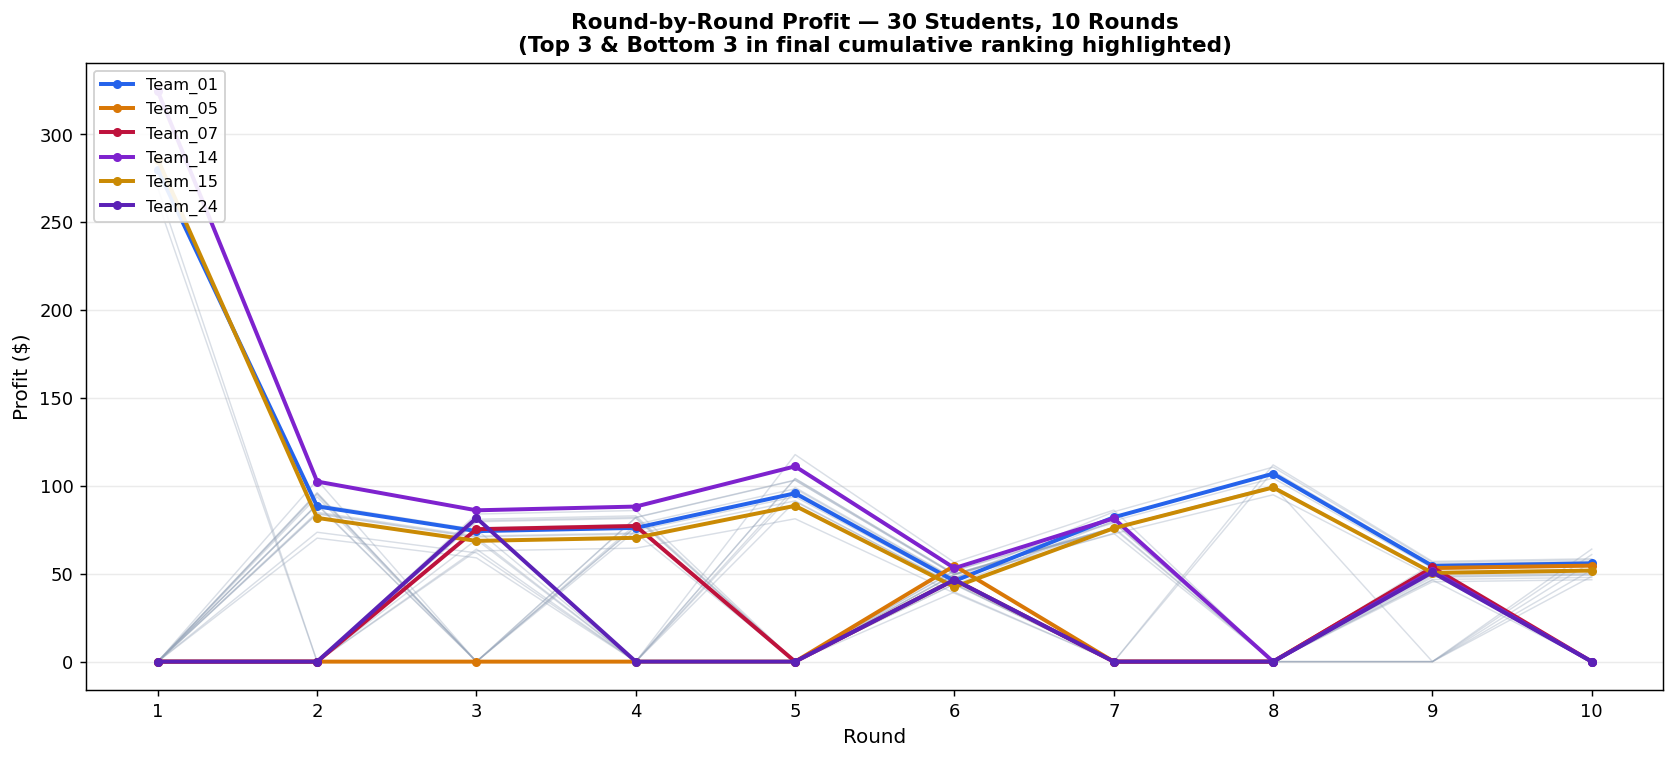 Round-by-Round Profit — 30 Students, 10 Rounds
(Top 3 & Bottom 3 in final cumulative ranking highlighted)
Team_01
Team_05
Team_07
Team_14
Team_15
Team_24
Profit ($)
300
250
200
150
100
50
0
1 2 3 4 5 6 7 8 9 10
Round